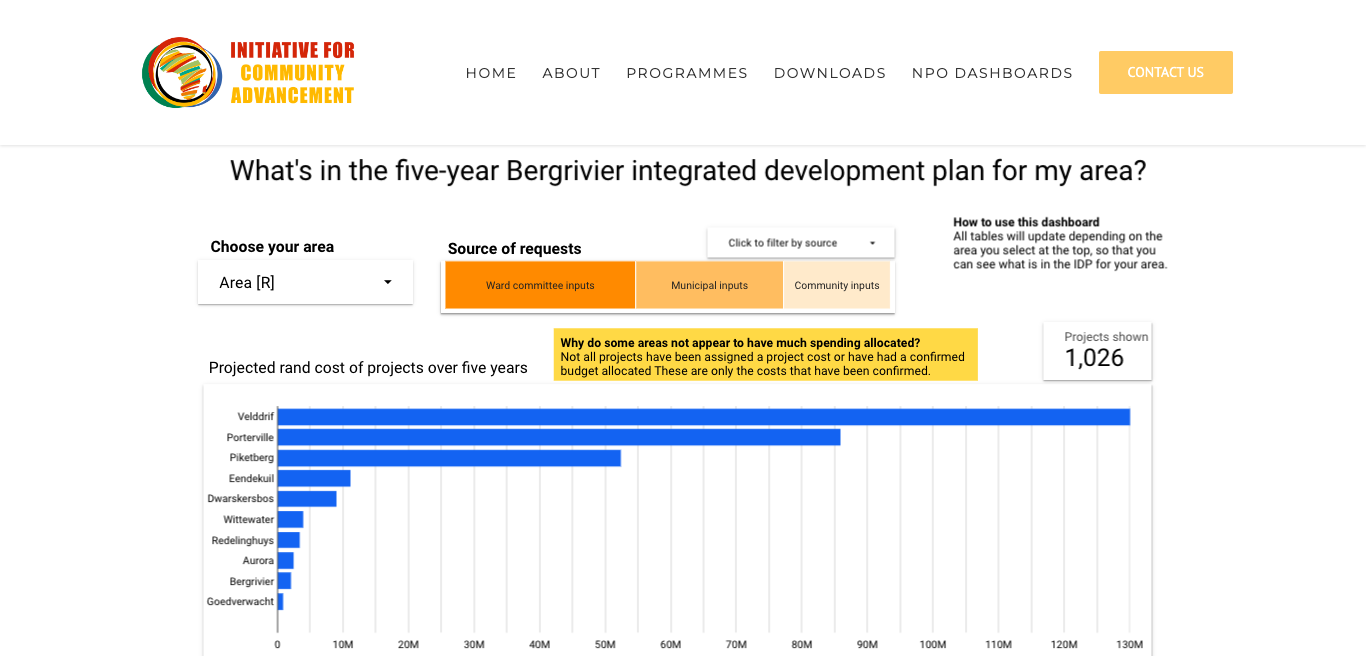 INITIATIVE FOR
COMMUNITY
ADVANCEMENT
HOME ABOUT PROGRAMMES DOWNLOADS NPO DASHBOARDS CONTACT US
What's in the five-year Bergrivier integrated development plan for my area?
Choose your area
Area [R]
Source of requests
Click to filter by source
Ward committee inputs Municipal inputs Community inputs
How to use this dashboard
All tables will update depending on the
area you select at the top, so that you
can see what is in the IDP for your area.
Projected rand cost of projects over five years
Why do some areas not appear to have much spending allocated?
Not all projects have been assigned a project cost or have had a confirmed
budget allocated These are only the costs that have been confirmed.
Projects shown
1,026
Velddrif
Porterville
Piketberg
Eendekuil
Dwarskersbos
Wittewater
Redelinghuys
Aurora
Bergrivier
Goedverwacht
0 10M 20M 30M 40M 50M 60M 70M 80M 90M 100M 110M 120M 130M